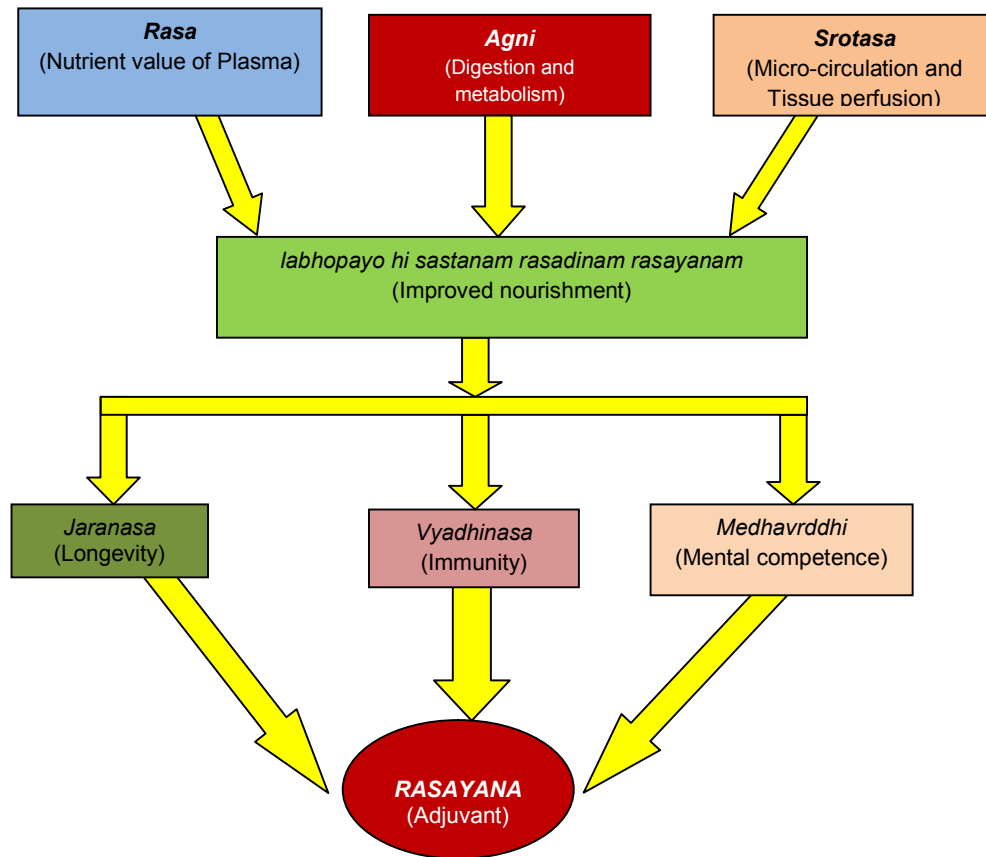 Rasa
(Nutrient value of Plasma)
Agni
(Digestion and
metabolism)
Srotasa
(Micro-circulation and
Tissue perfusion)
labhopayo hi sastanam rasadinam rasayanam
(Improved nourishment)
Jaranasa
(Longevity)
Vyadhinasa
(Immunity)
Medhavrddhi
(Mental competence)
RASAYANA
(Adjuvant)